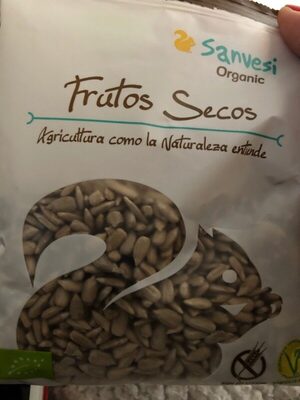 Sanvesi
Organic
Frutos Secos
Agricultura como la Naturaleza entiende